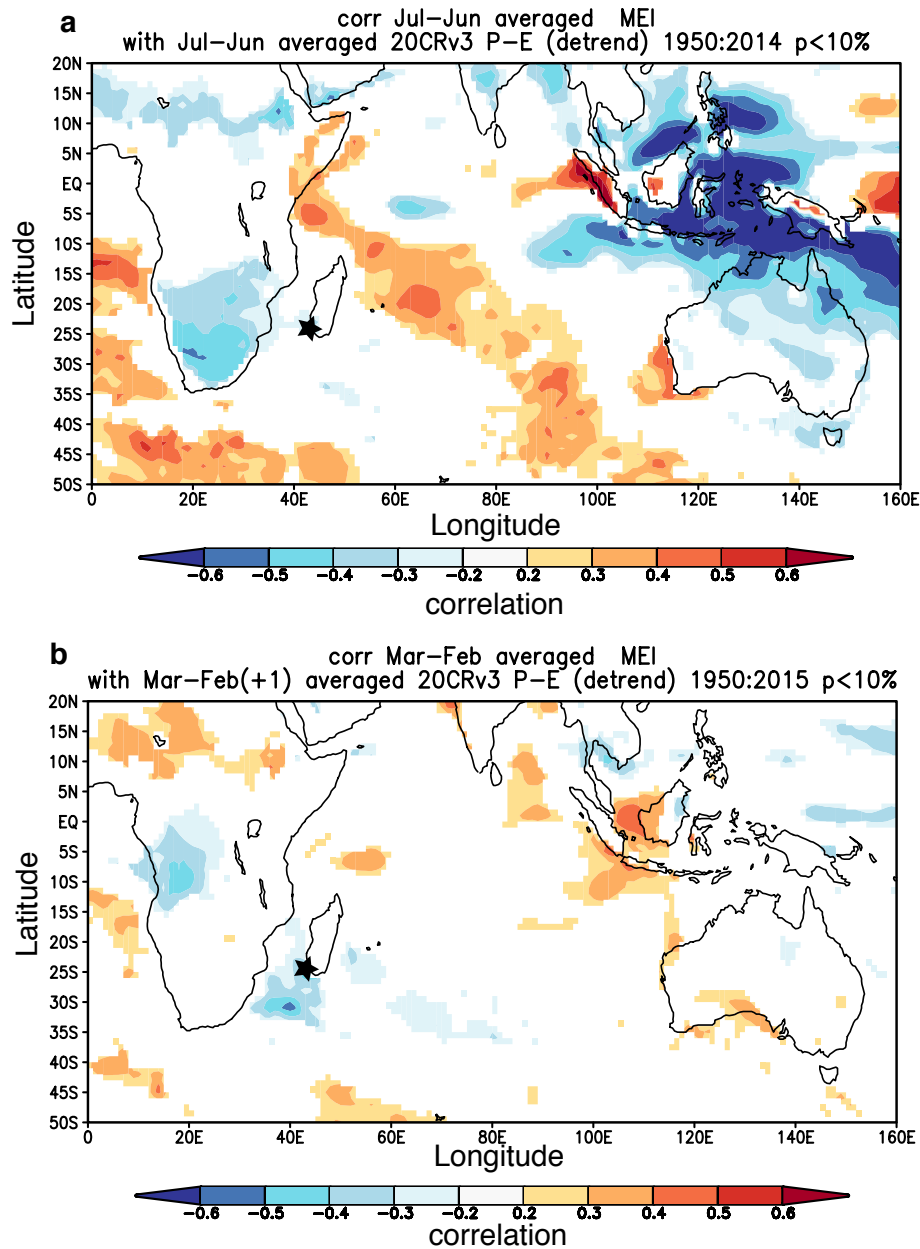 a
corr Jul-Jun averaged MEI
with Jul-Jun averaged 20CRv3 P-E (detrend) 1950:2014 p<10%
20N
15N
10N
5N
EQ
5S
10S
15S
20S
25S
30S
35S
40S
45S
50S
Latitude
0 20E 40E 60E 80E 100E 120E 140E 160E
Longitude
-0.6 -0.5 -0.4 -0.3 -0.2 0.2 0.3 0.4 0.5 0.6
correlation
b
corr Mar-Feb averaged MEI
with Mar-Feb(+1) averaged 20CRv3 P-E (detrend) 1950:2015 p<10%
20N
15N
10N
5N
EQ
5S
10S
15S
20S
25S
30S
35S
40S
45S
50S
Latitude
0 20E 40E 60E 80E 100E 120E 140E 160E
Longitude
-0.6 -0.5 -0.4 -0.3 -0.2 0.2 0.3 0.4 0.5 0.6
correlation